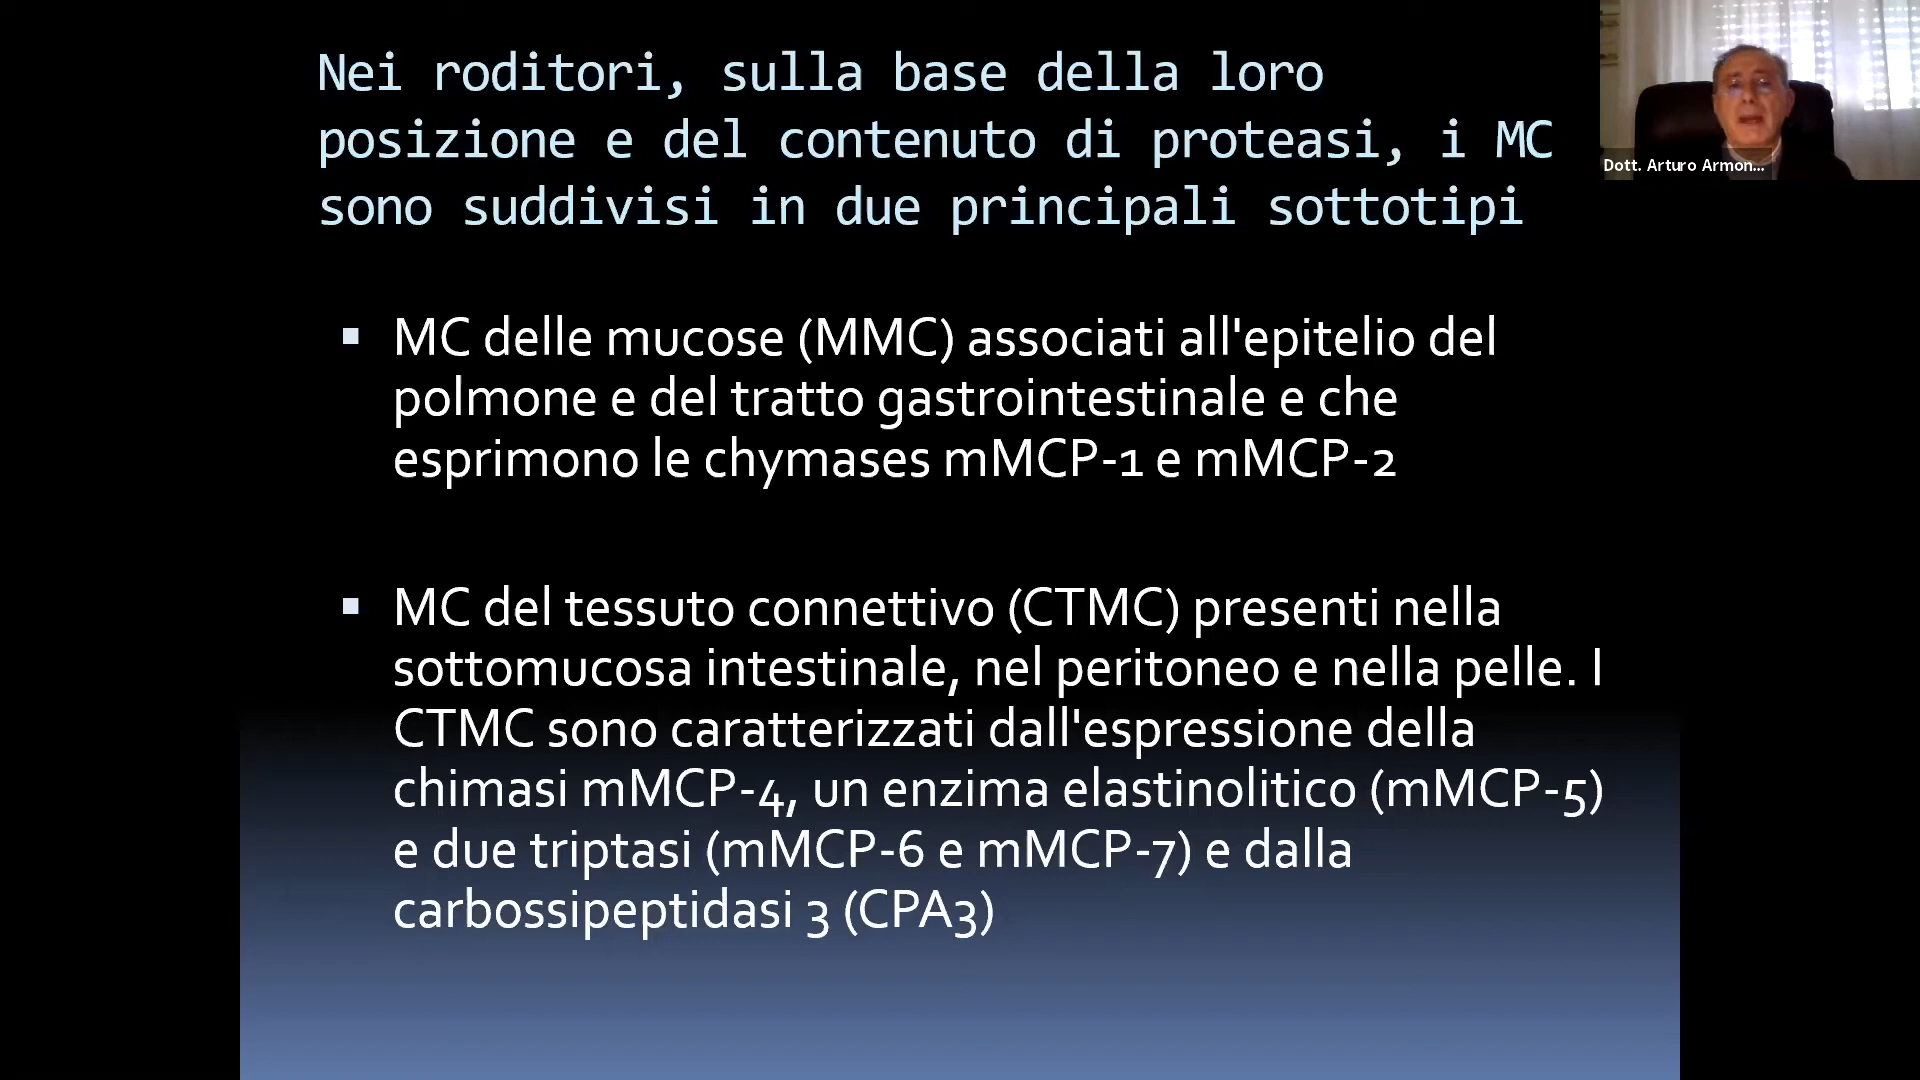 Nei roditori, sulla base della loro
posizione e del contenuto di proteasi, i MC
sono suddivisi in due principali sottotipi
Dott. Arturo Armon...
▪ MC delle mucose (MMC) associati all'epitelio del
polmone e del tratto gastrointestinale e che
esprimono le chymases mMCP-1 e mMCP-2
▪ MC del tessuto connettivo (CTMC) presenti nella
sottomucosa intestinale, nel peritoneo e nella pelle. I
CTMC sono caratterizzati dall'espressione della
chimasi mMCP-4, un enzima elastinolitico (mMCP-5)
e due triptasi (mMCP-6 e mMCP-7) e dalla
carbossipeptidasi 3 (CPA3)